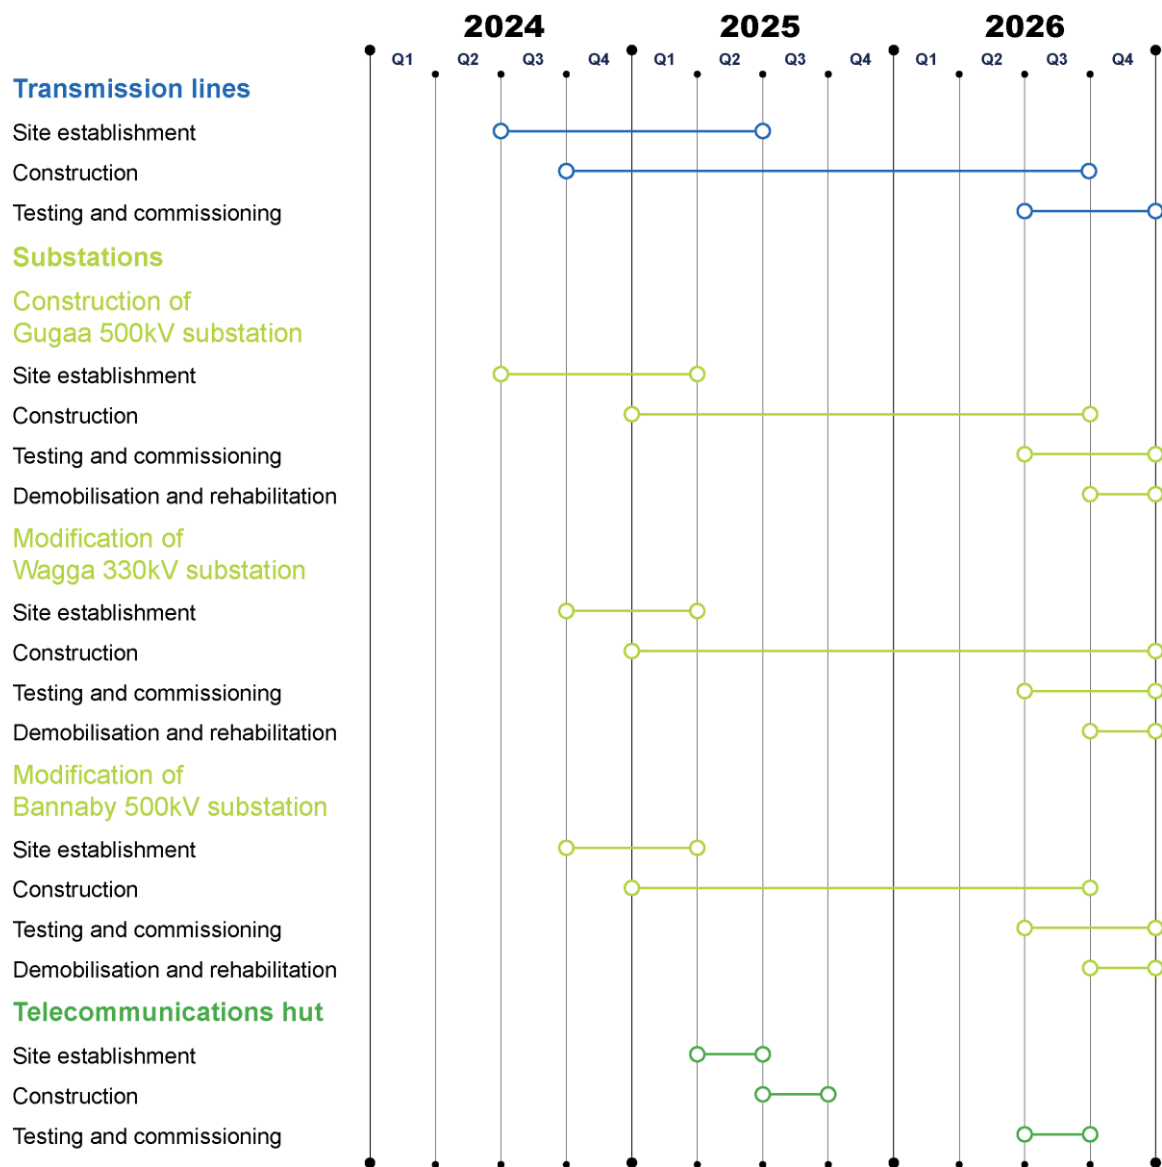 2024 2025 2026
Q1 Q2 Q3 Q4 Q1 Q2 Q3 Q4 Q1 Q2 Q3 Q4
Transmission lines
Site establishment
Construction
Testing and commissioning
Substations
Construction of
Gugaa 500kV substation
Site establishment
Construction
Testing and commissioning
Demobilisation and rehabilitation
Modification of
Wagga 330kV substation
Site establishment
Construction
Testing and commissioning
Demobilisation and rehabilitation
Modification of
Bannaby 500kV substation
Site establishment
Construction
Testing and commissioning
Demobilisation and rehabilitation
Telecommunications hut
Site establishment
Construction
Testing and commissioning